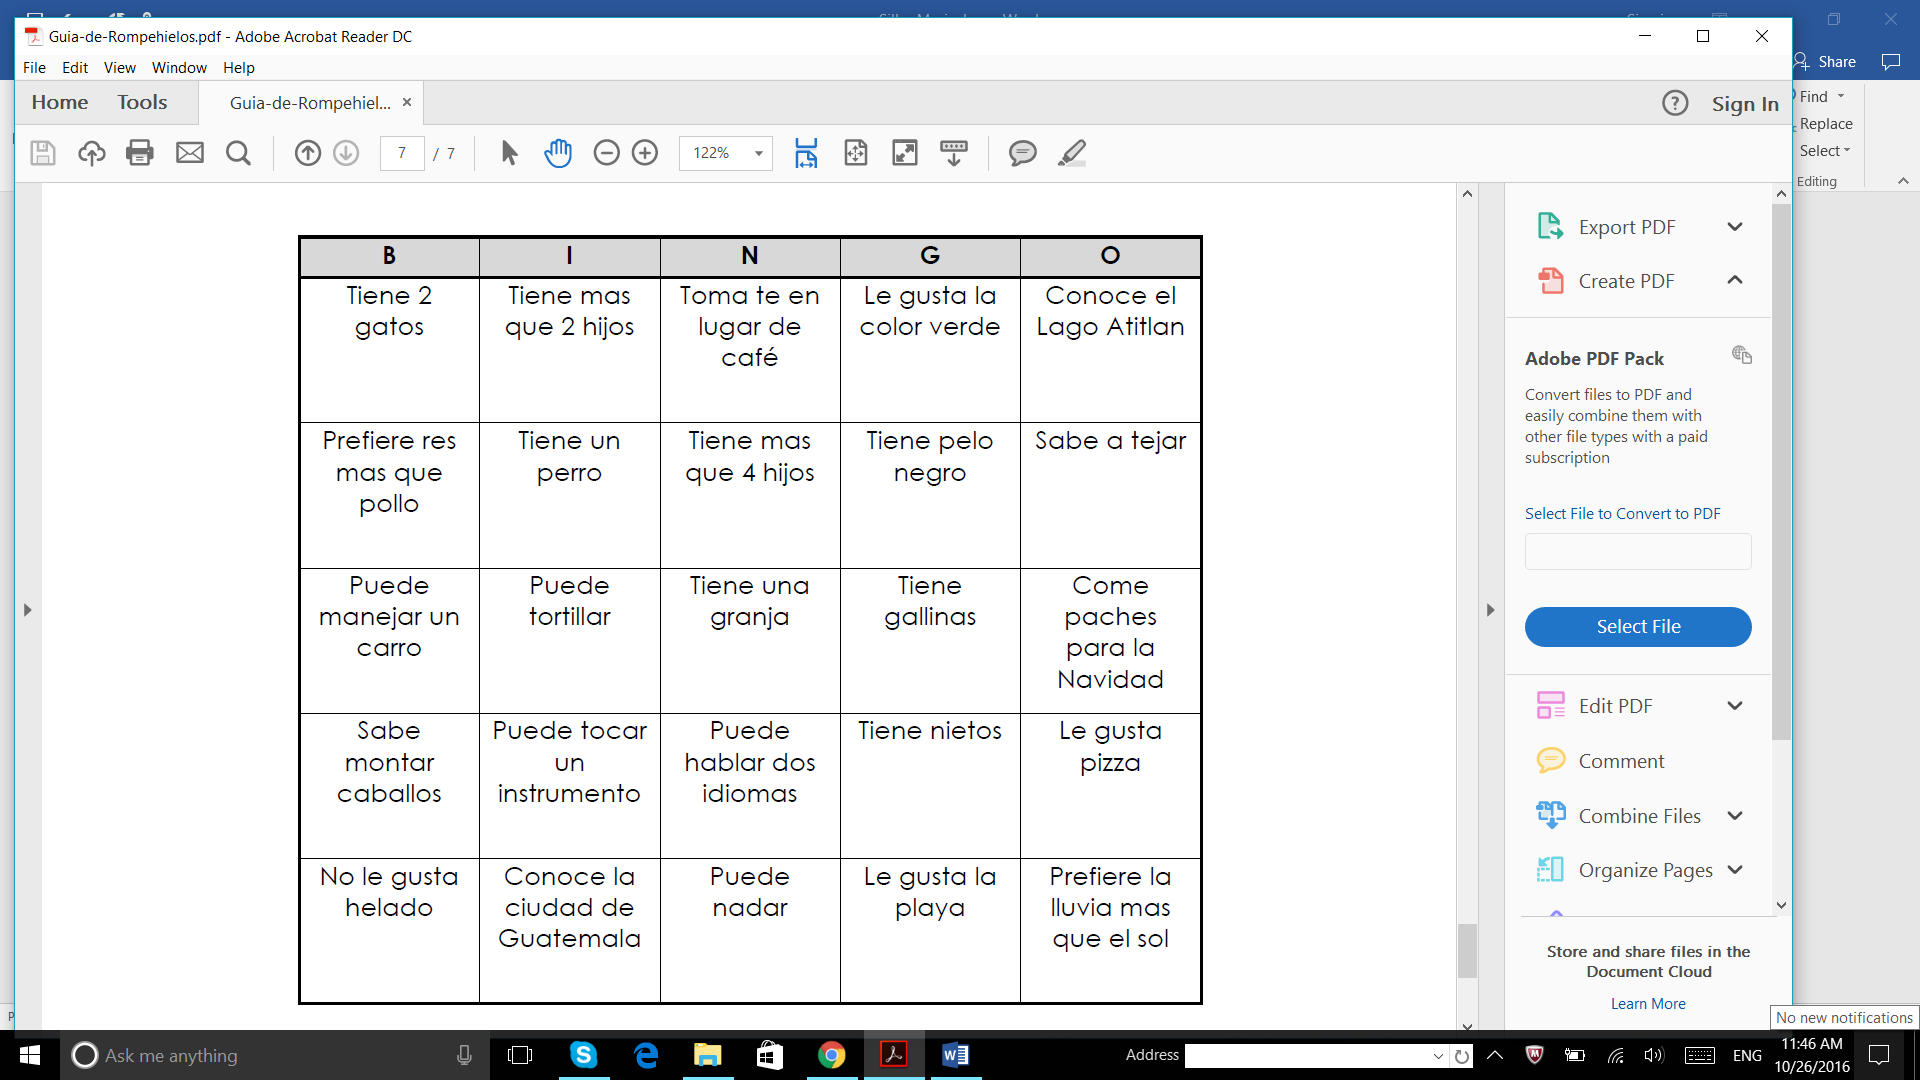 Guia-de-Rompehielos.pdf - Adobe Acrobat Reader DC
File Edit View Window Help
Share
Home Tools Guia-de-Rompehiel... × Sign In
Find
Replace
Select
Editing
7 / 7 122%
B I N G O
Tiene 2
gatos
Tiene mas
que 2 hijos
Toma te en
lugar de
café
Le gusta la
color verde
Conoce el
Lago Atitlan
Prefiere res
mas que
pollo
Tiene un
perro
Tiene mas
que 4 hijos
Tiene pelo
negro
Sabe a tejar
Puede
manejar un
carro
Puede
tortillar
Tiene una
granja
Tiene
gallinas
Come
paches
para la
Navidad
Sabe
montar
caballos
Puede tocar
un
instrumento
Puede
hablar dos
idiomas
Tiene nietos
Le gusta
pizza
No le gusta
helado
Conoce la
ciudad de
Guatemala
Puede
nadar
Le gusta la
playa
Prefiere la
lluvia mas
que el sol
Export PDF
Create PDF
Adobe PDF Pack
Convert files to PDF and
easily combine them with
other file types with a paid
subscription
Select File to Convert to PDF
Select File
Edit PDF
Comment
Combine Files
Organize Pages
Store and share files in the
Document Cloud
Learn More
No new notifications
Ask me anything
Address
ENG
11:46 AM
10/26/2016